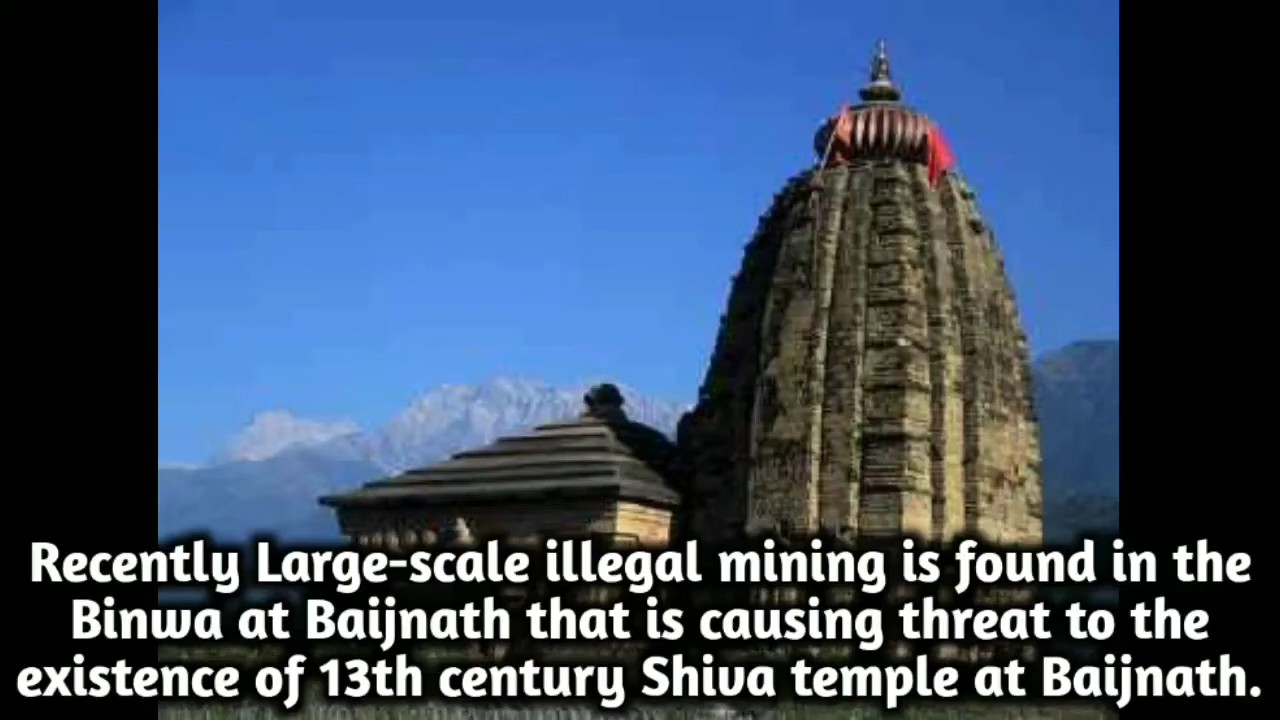 Recently Large-scale illegal mining is found in the
Binwa at Baijnath that is causing threat to the
existence of 13th century Shiva temple at Baijnath.